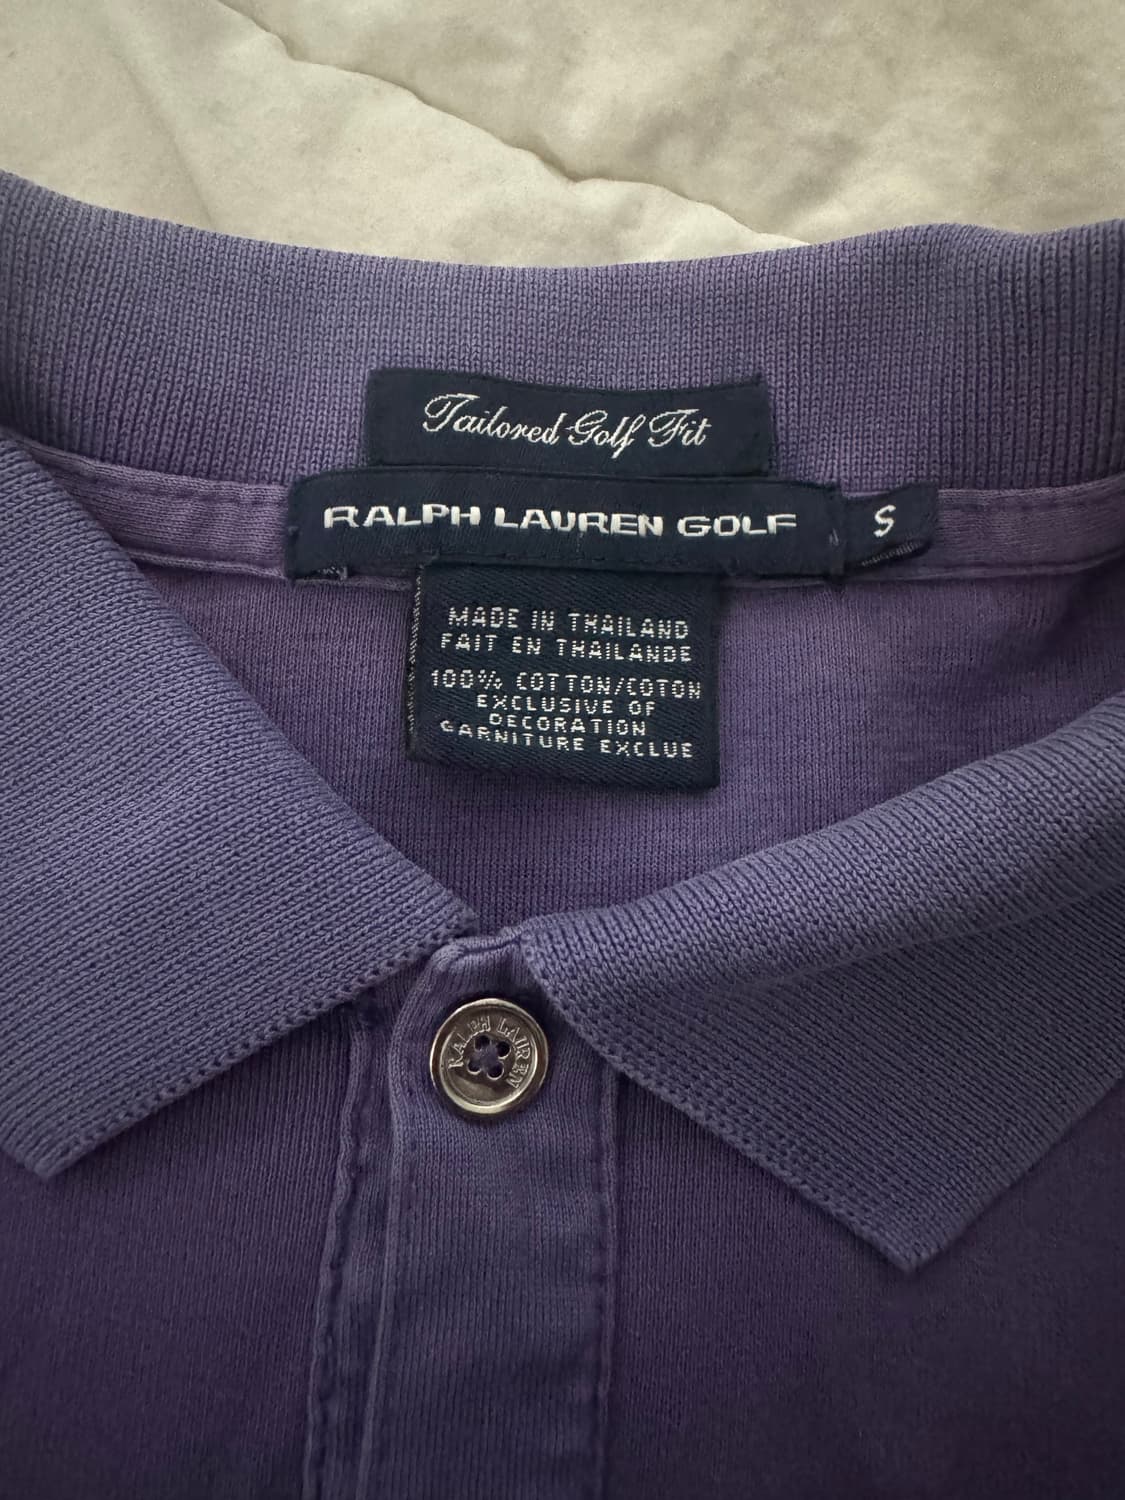 Tailored Golf Fit
RALPH LAUREN GOLF S
MADE IN THAILAND
FAIT EN THAILANDE
100% COTTON/COTON
EXCLUSIVE OF
DECORATION
GARNITURE EXCLUE
RALPH LAUREN